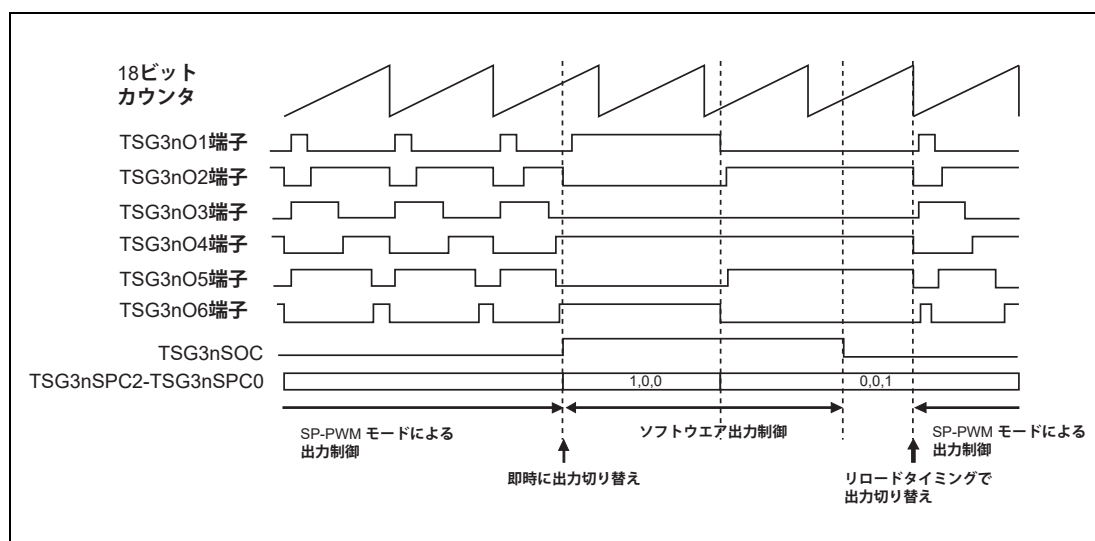 18ビット
カウンタ
TSG3nO1端子
TSG3nO2端子
TSG3nO3端子
TSG3nO4端子
TSG3nO5端子
TSG3nO6端子
TSG3nSOC
TSG3nSPC2-TSG3nSPC0
1,0,0
0,0,1
SP-PWM モードによる
出力制御
ソフトウエア出力制御
SP-PWM モードによる
出力制御
即時に出力切り替え
リロードタイミングで
出力切り替え